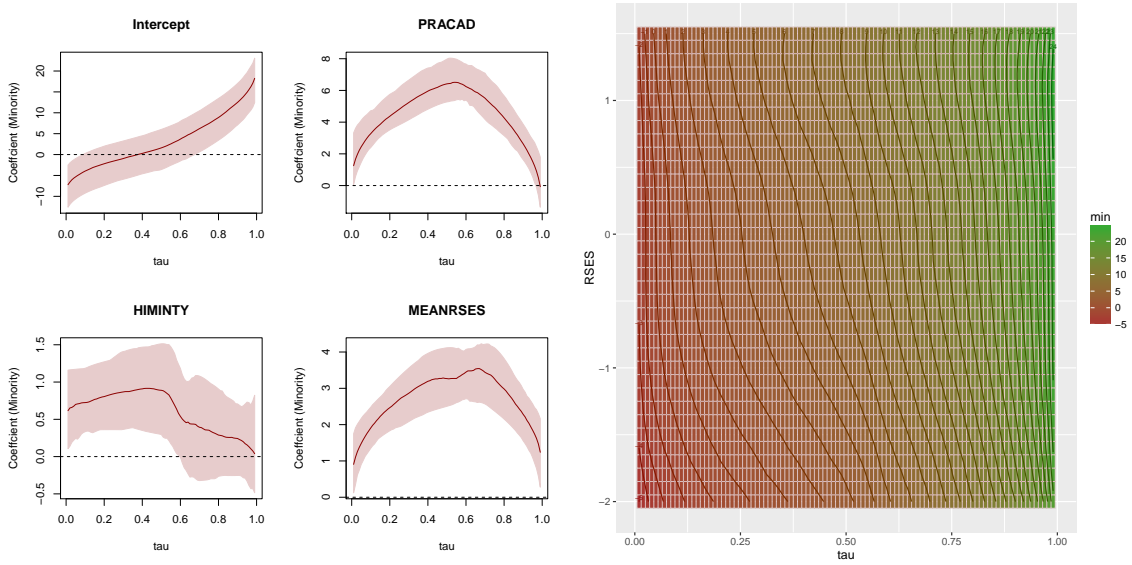 Intercept
Coeffcient (Minority)
20
10
5
0
−10
0.0 0.2 0.4 0.6 0.8 1.0
tau
PRACAD
Coeffcient (Minority)
8
6
4
2
0
0.0 0.2 0.4 0.6 0.8 1.0
tau
HIMINTY
Coeffcient (Minority)
1.5
1.0
0.5
0.0
−0.5
0.0 0.2 0.4 0.6 0.8 1.0
tau
MEANRSES
Coeffcient (Minority)
4
3
2
1
0
0.0 0.2 0.4 0.6 0.8 1.0
tau
RSES
1
0
−1
−2
0.00 0.25 0.50 0.75 1.00
tau
min
20
15
10
5
0
−5